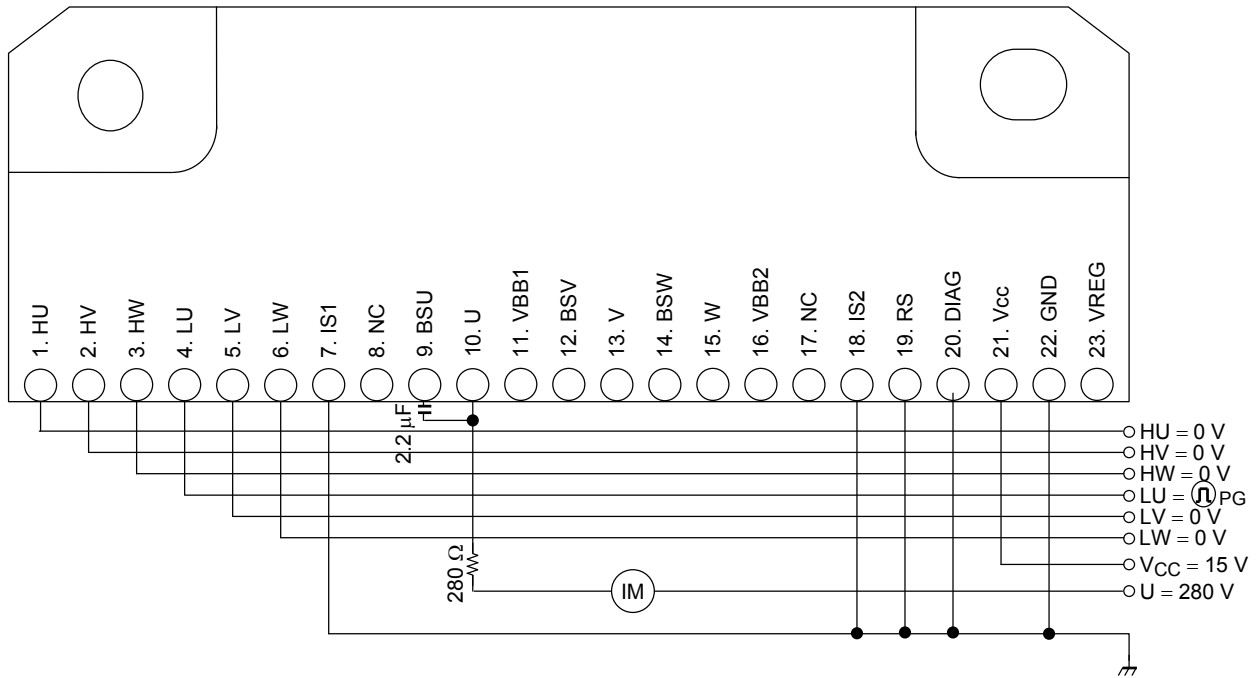 1. HU
2. HV
3. HW
4. LU
5. LV
6. LW
7. IS1
8. NC
9. BSU
10. U
11. VBB1
12. BSV
13. V
14. BSW
15. W
16. VBB2
17. NC
18. IS2
19. RS
20. DIAG
21. Vcc
22. GND
23. VREG
2.2 μF
HU = 0 V
HV = 0 V
HW = 0 V
LU = PG
LV = 0 V
LW = 0 V
280 Ω
VCC = 15 V
IM
U = 280 V